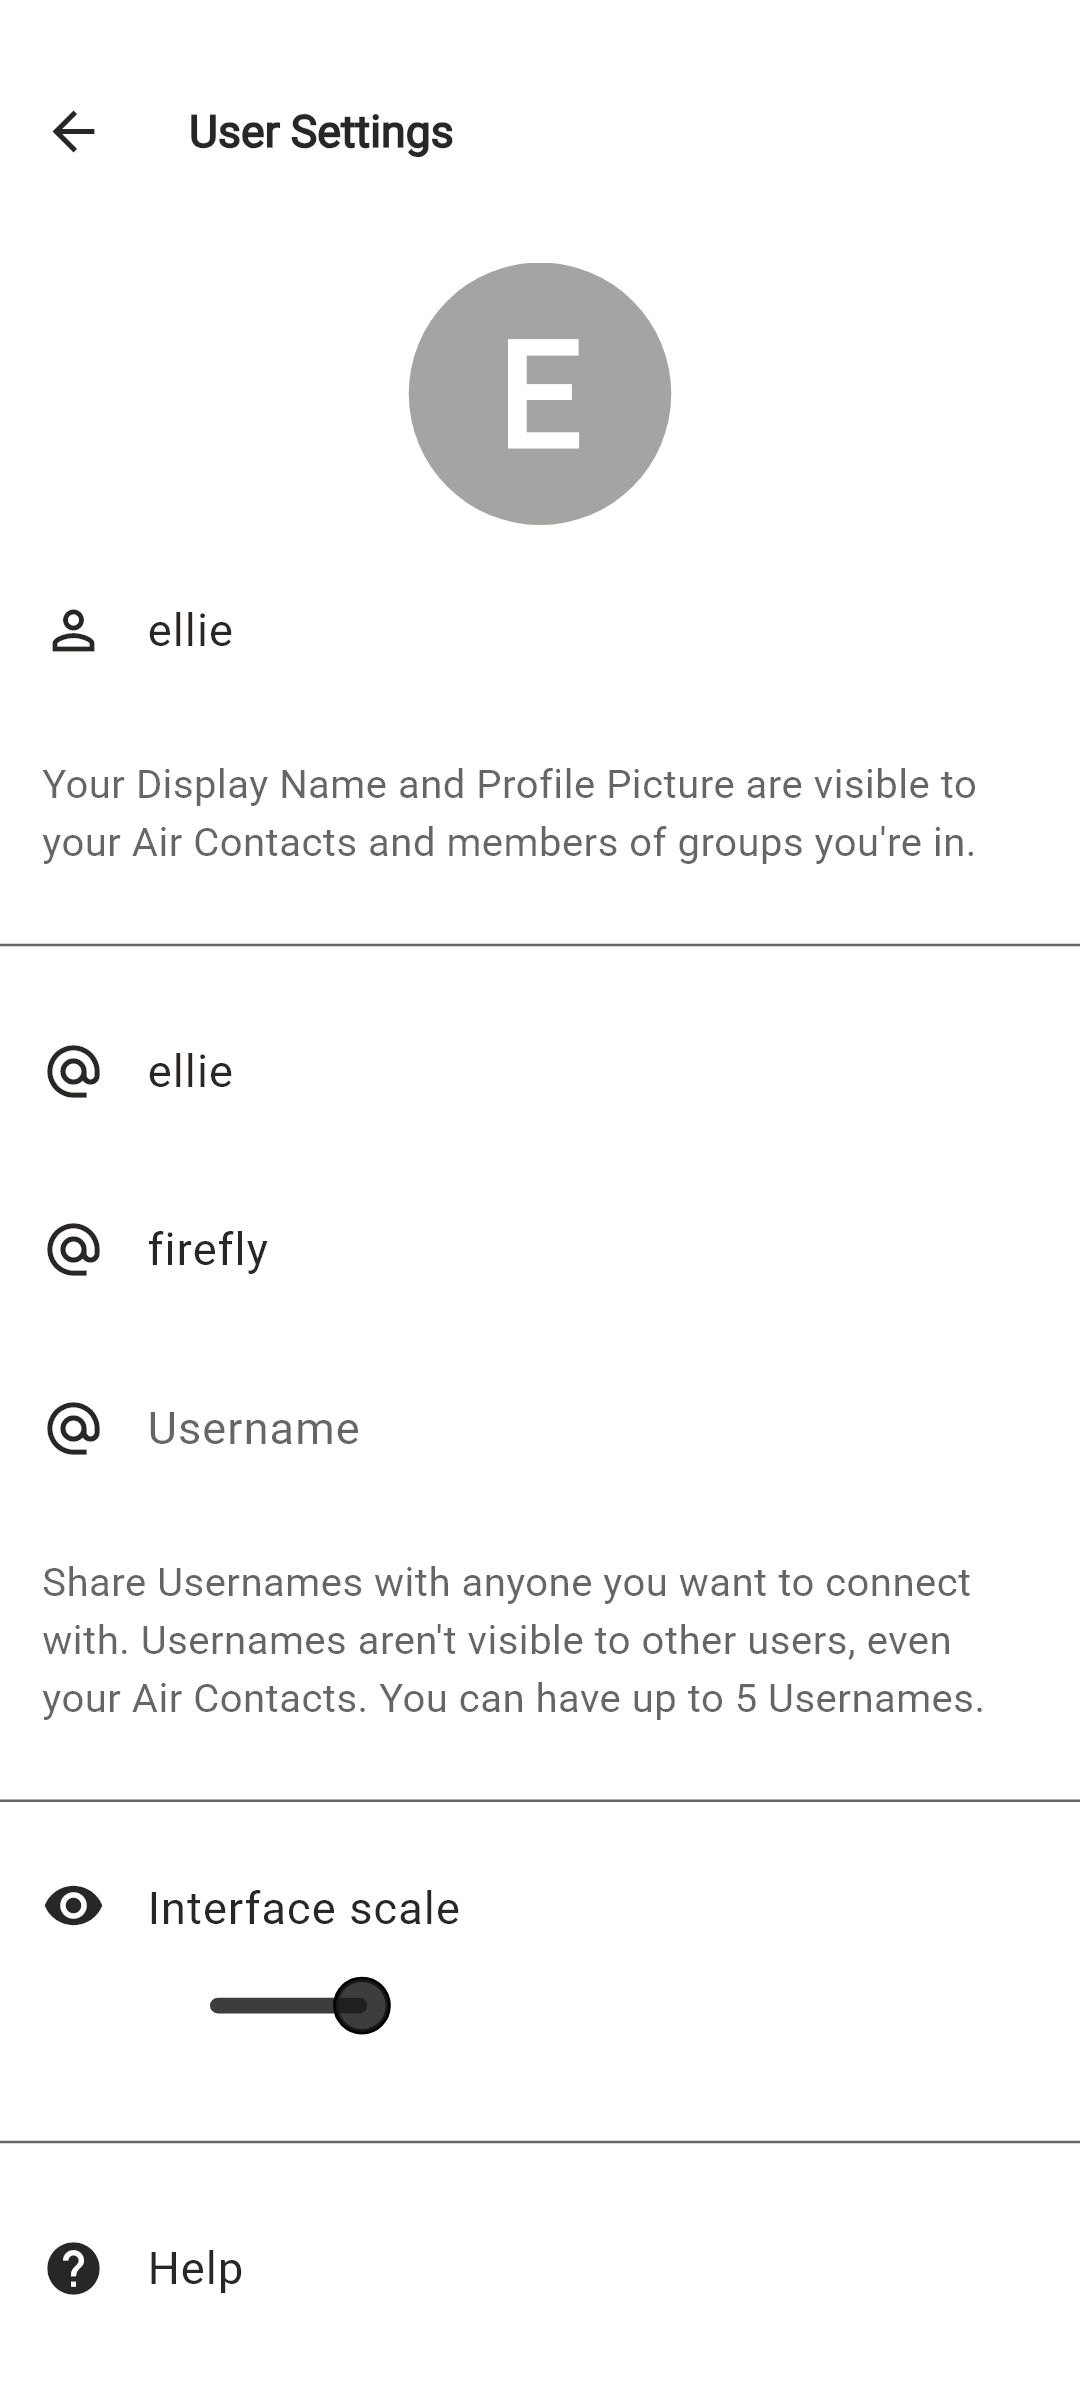 User Settings
E
ellie
Your Display Name and Profile Picture are visible to
your Air Contacts and members of groups you're in.
@ ellie
@ firefly
@ Username
Share Usernames with anyone you want to connect
with. Usernames aren't visible to other users, even
your Air Contacts. You can have up to 5 Usernames.
Interface scale
? Help